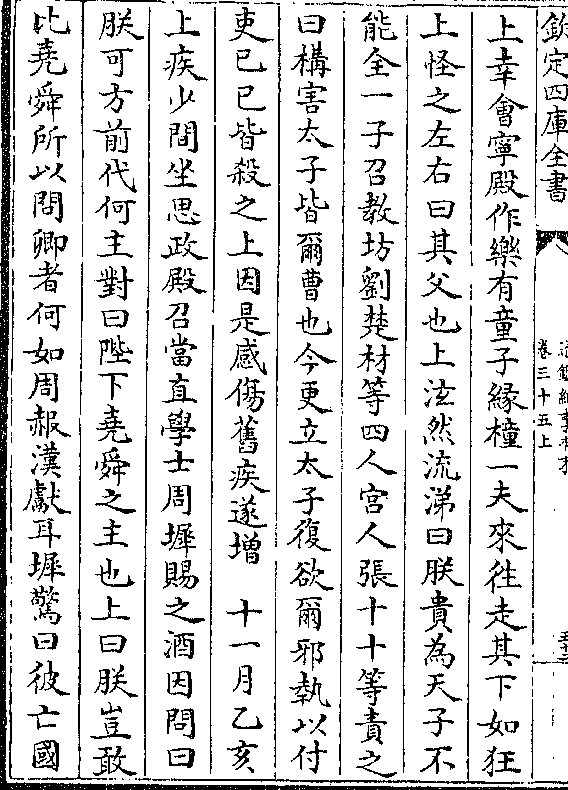 欽定四庫全書
通鑑紀事本末
卷三十五上
上幸會寧殿作樂有童子縁橦一夫來往走其下如狂
上怪之左右曰其父也上泫然流涕曰朕貴為天子不
能全一子召教坊劉楚材等四人宮人張十十等責之
曰構害太子皆爾曹也今更立太子復欲爾邪執以付
吏已巳皆殺之上因是感傷舊疾遂增　十一月乙亥
上疾少間坐思政殿召當直學士周墀賜之酒因問曰
朕可方前代何主對曰陛下堯舜之主也上曰朕豈敢
比堯舜所以問卿者何如周赧漢獻耳墀驚曰彼亡國